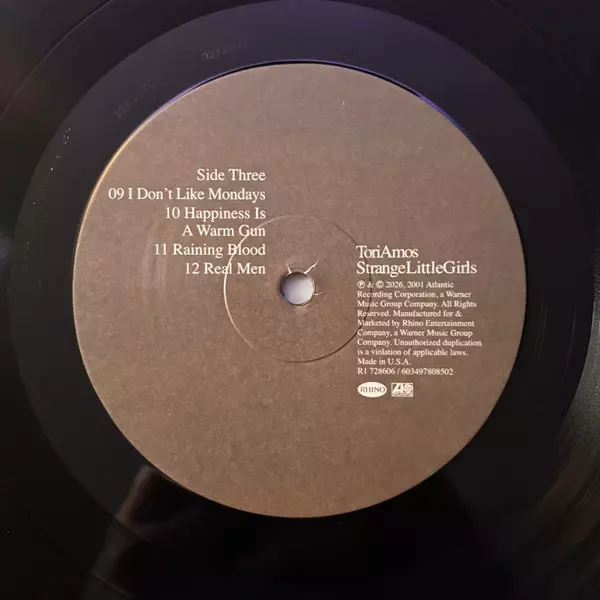 Side Three
09 I Don't Like Mondays
10 Happiness Is
A Warm Gun
11 Raining Blood
12 Real Men
ToriAmos
StrangeLittleGirls
℗ & © 2026, 2001 Atlantic
Recording Corporation, a Warner
Music Group Company. All Rights
Reserved. Manufactured for &
Marketed by Rhino Entertainment
Company, a Warner Music Group
Company. Unauthorized duplication
is a violation of applicable laws.
Made in U.S.A.
R1 728606 / 603497808502
RHINO